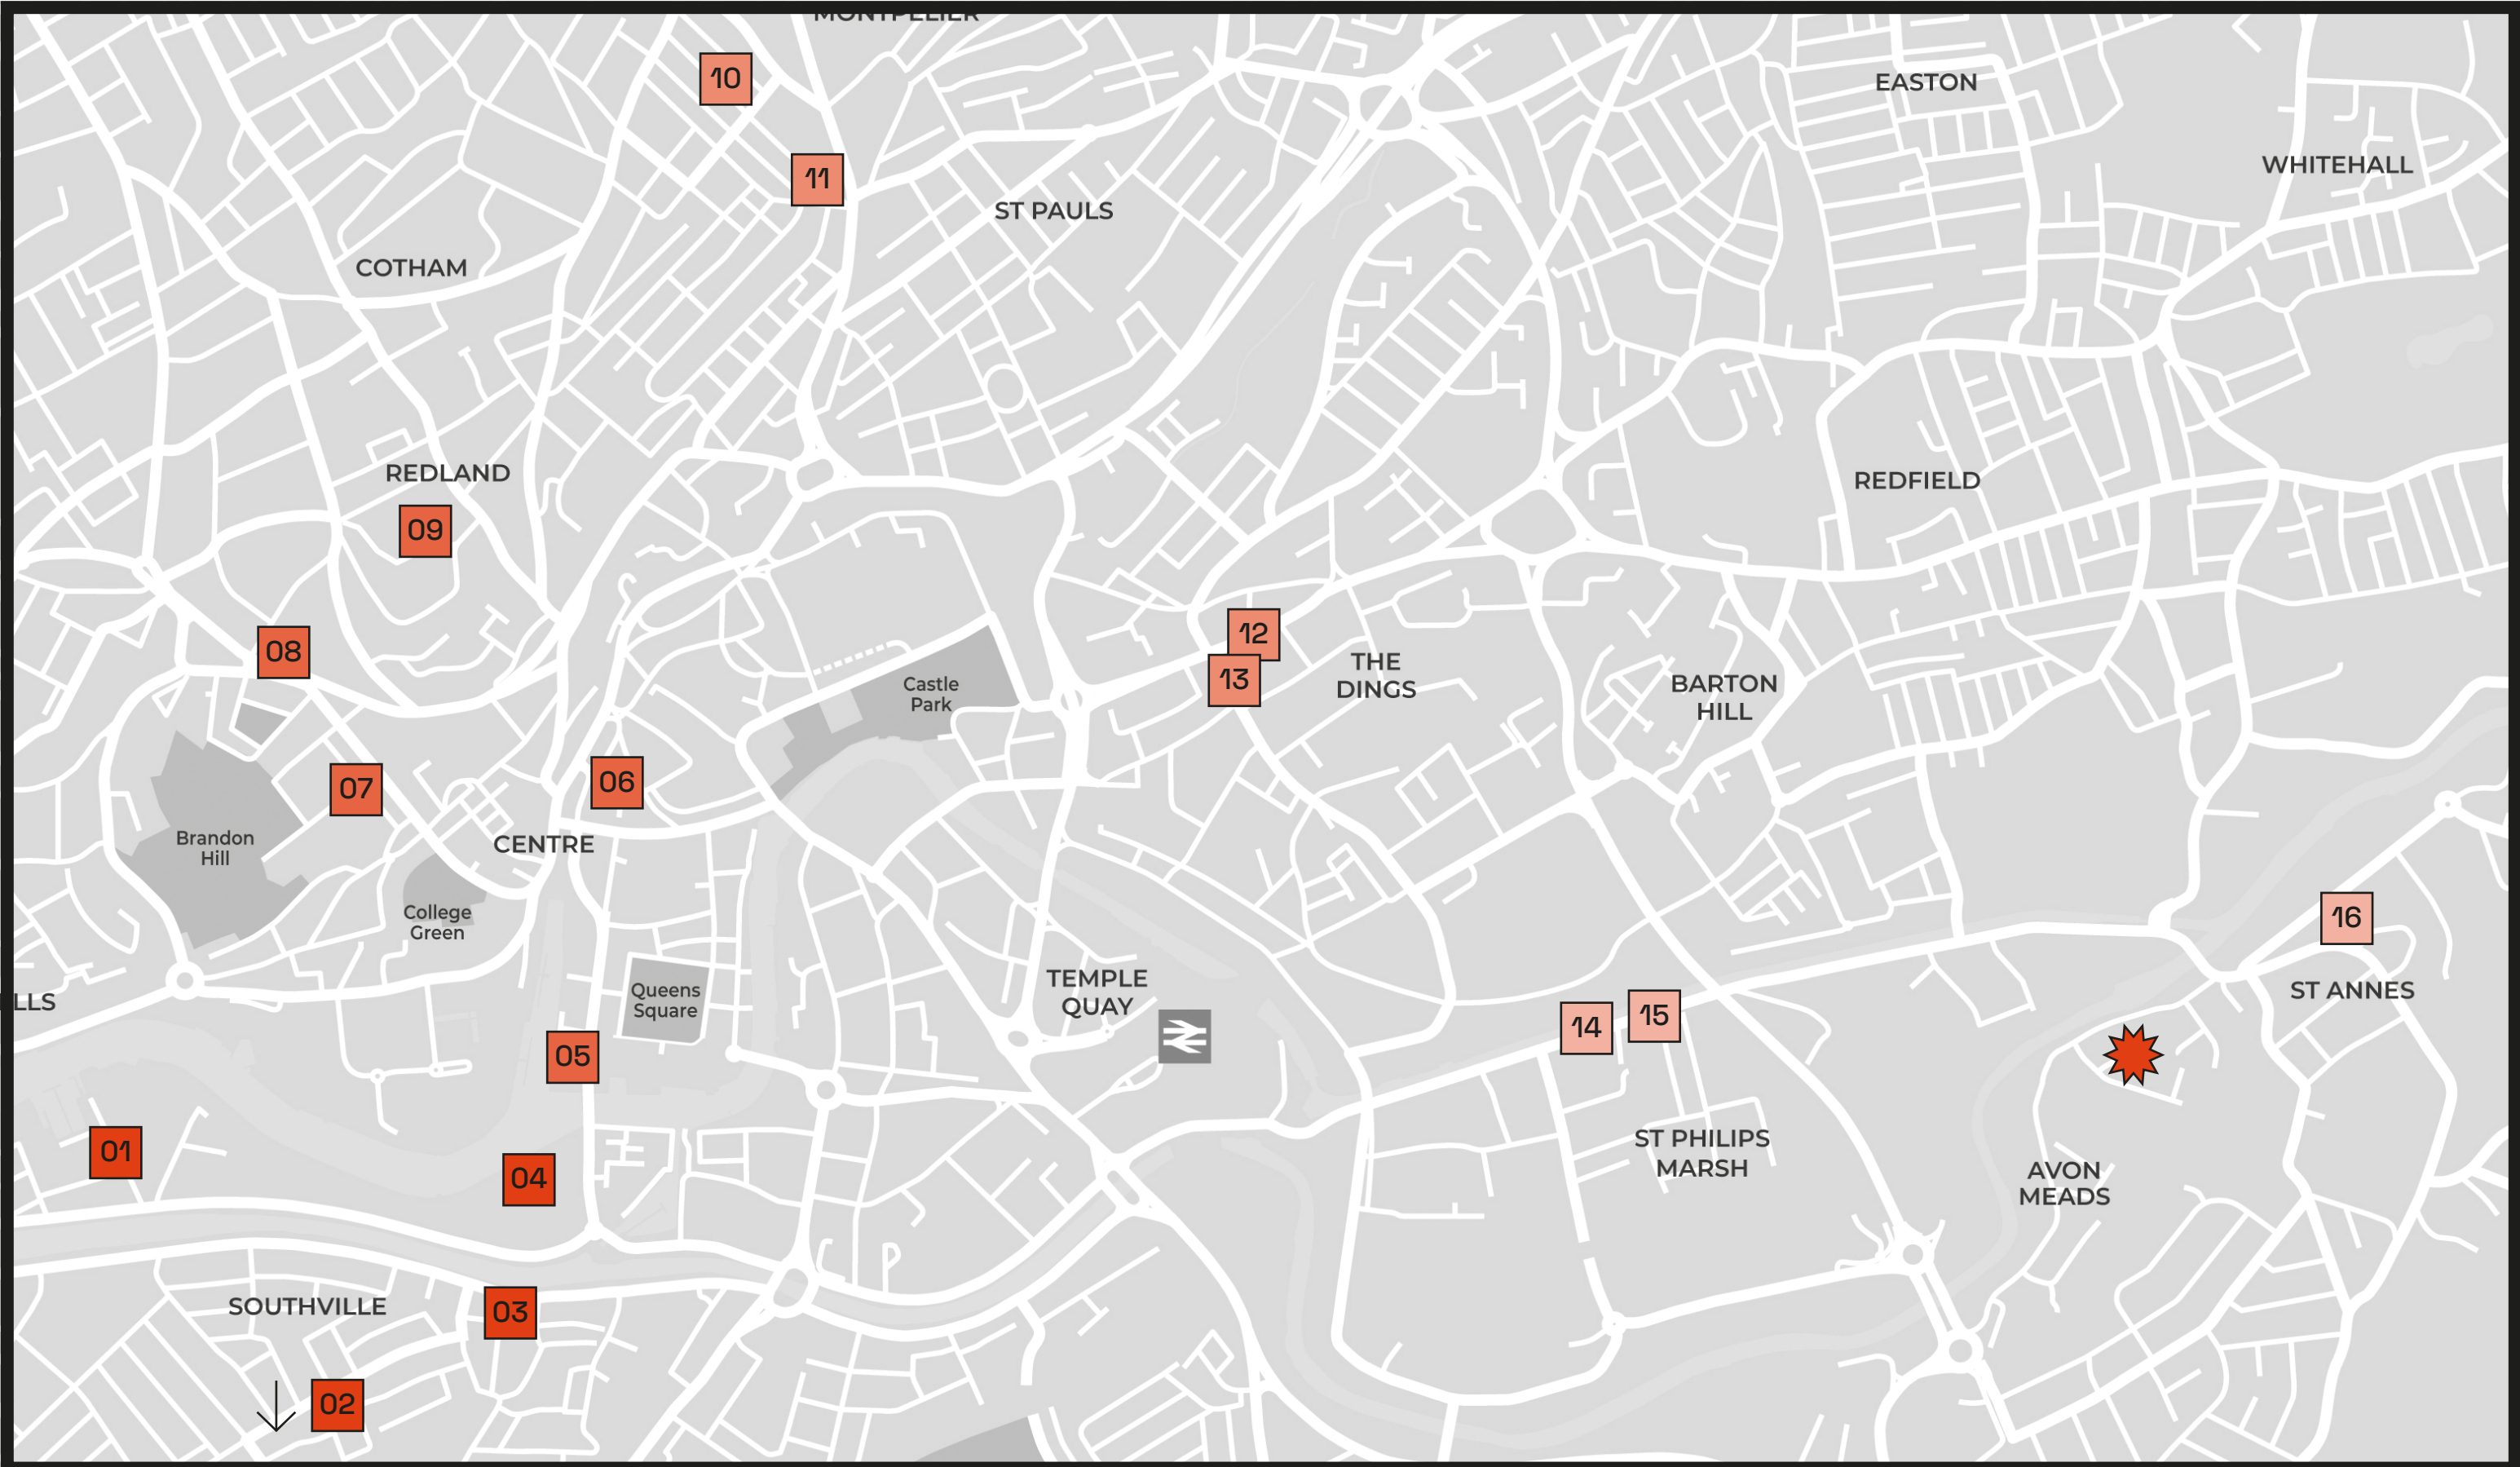 MONTPELIER
10
EASTON
WHITEHALL
11
ST PAULS
COTHAM
REDLAND
09
REDFIELD
08
12
13
THE
DINGS
BARTON
HILL
Castle
Park
07
06
Brandon
Hill
CENTRE
College
Green
16
TEMPLE
QUAY
Queens
Square
ST ANNES
LLS
14
15
05
01
04
ST PHILIPS
MARSH
AVON
MEADS
SOUTHVILLE
03
02